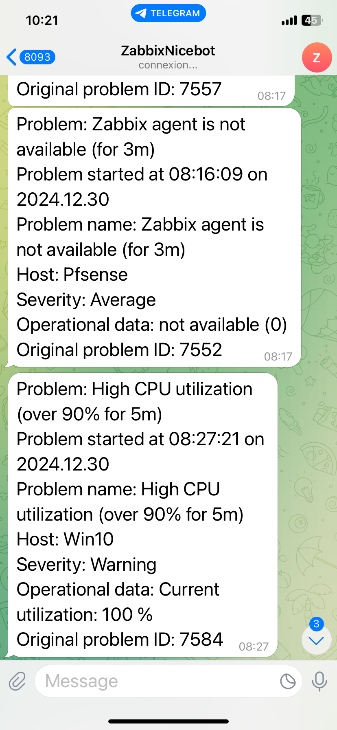 10:21
TELEGRAM
45
8093
ZabbixNicebot
connexion...
Z
Original problem ID: 7557
08:17
Problem: Zabbix agent is not
available (for 3m)
Problem started at 08:16:09 on
2024.12.30
Problem name: Zabbix agent is
not available (for 3m)
Host: Pfsense
Severity: Average
Operational data: not available (0)
Original problem ID: 7552
08:17
Problem: High CPU utilization
(over 90% for 5m)
Problem started at 08:27:21 on
2024.12.30
Problem name: High CPU
utilization (over 90% for 5m)
Host: Win10
Severity: Warning
Operational data: Current
utilization: 100 %
Original problem ID: 7584
08:27
3
Message